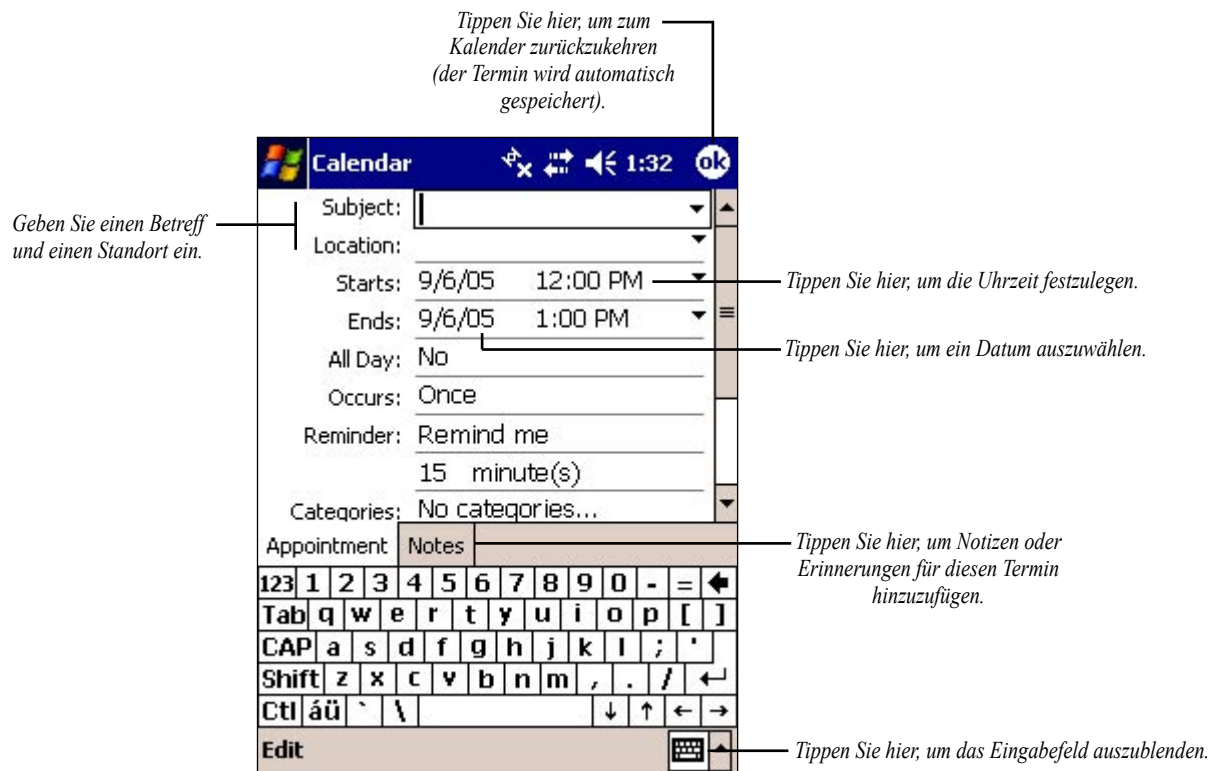 Tippen Sie hier, um zum
Kalender zurückzukehren
(der Termin wird automatisch
gespeichert).
Calendar 1:32 ok
Geben Sie einen Betreff
und einen Standort ein.
Subject:
Location:
Starts: 9/6/05 12:00 PM
Tippen Sie hier, um die Uhrzeit festzulegen.
Ends: 9/6/05 1:00 PM
Tippen Sie hier, um ein Datum auszuwählen.
All Day: No
Occurs: Once
Reminder: Remind me
15 minute(s)
Categories: No categories...
Appointment Notes
Tippen Sie hier, um Notizen oder
Erinnerungen für diesen Termin
hinzuzufügen.
123 1 2 3 4 5 6 7 8 9 0 - = 🡄
Tab q w e r t y u i o p [ ]
CAP a s d f g h j k l ; '
Shift z x c v b n m , . / ↵
Ctl áü ` \ ↓ ↑ ← →
Edit
Tippen Sie hier, um das Eingabefeld auszublenden.